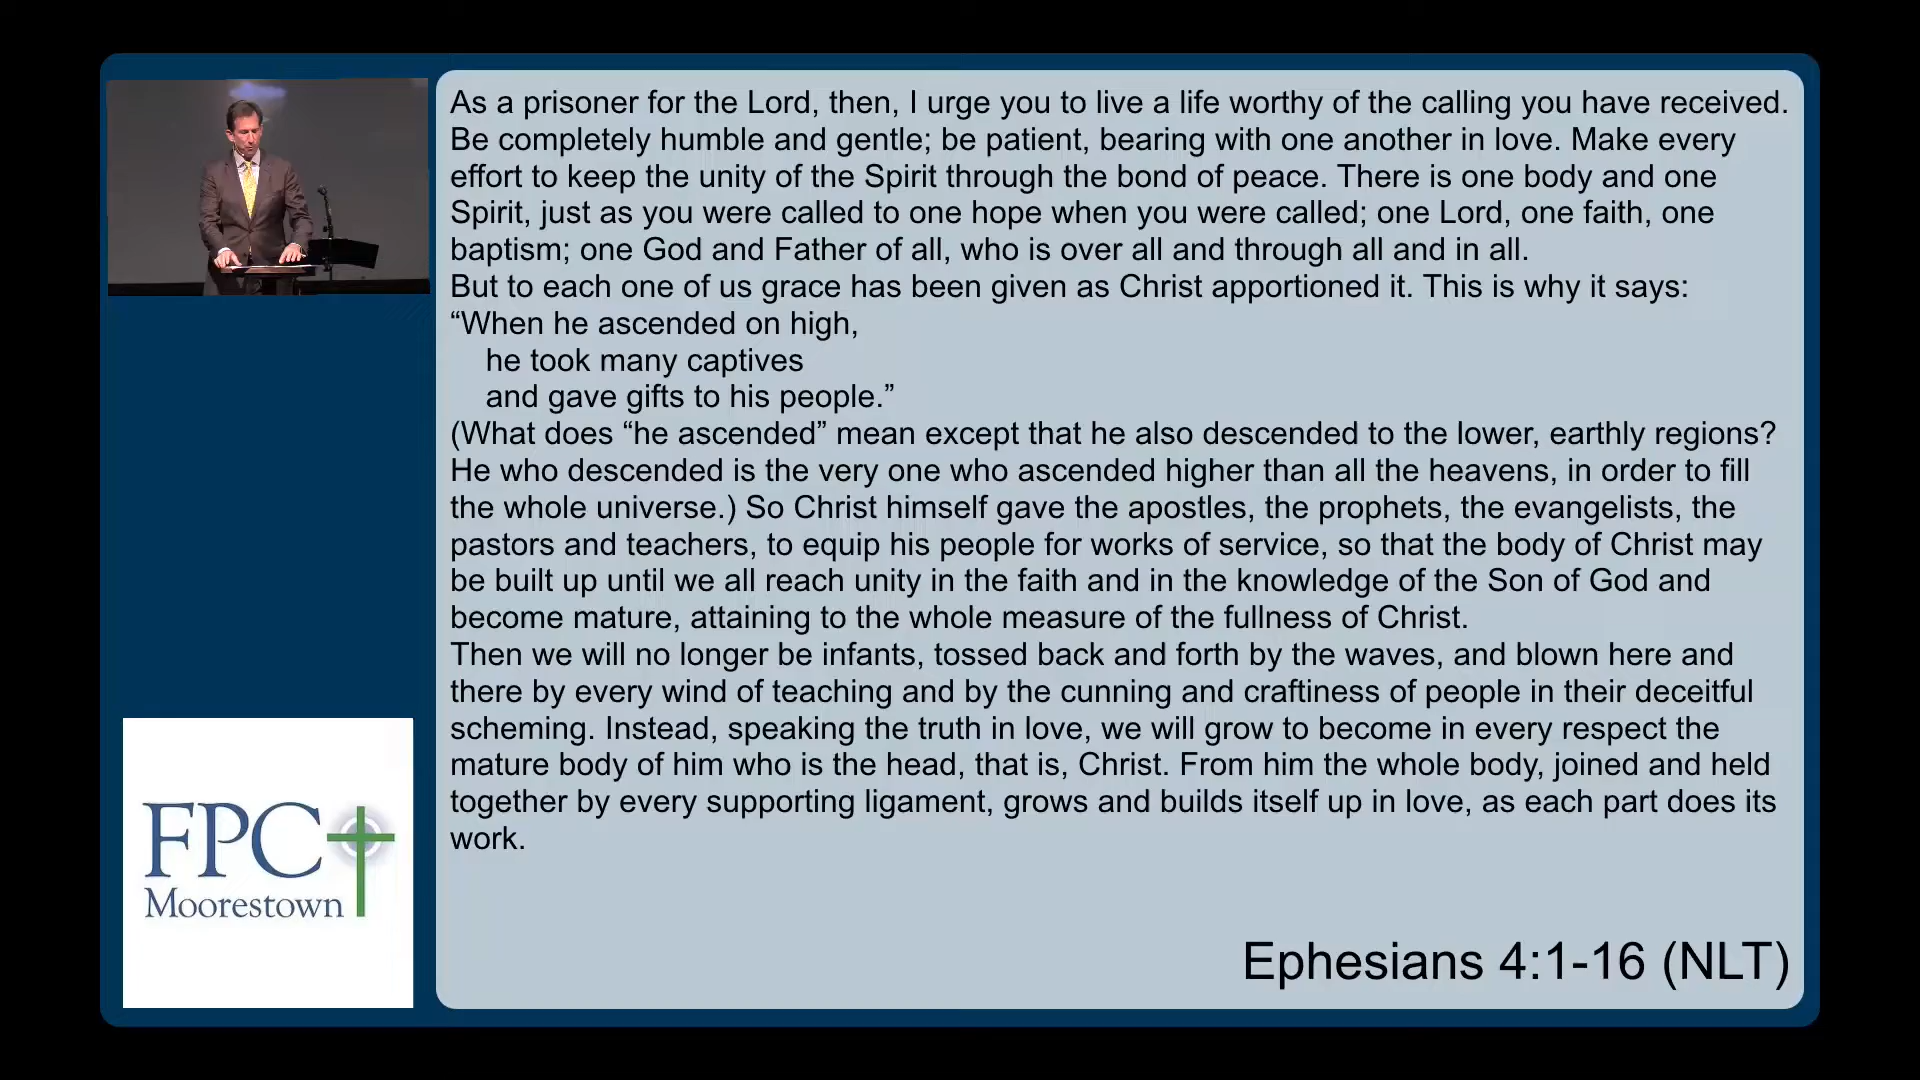 As a prisoner for the Lord, then, I urge you to live a life worthy of the calling you have received.
Be completely humble and gentle; be patient, bearing with one another in love. Make every
effort to keep the unity of the Spirit through the bond of peace. There is one body and one
Spirit, just as you were called to one hope when you were called; one Lord, one faith, one
baptism; one God and Father of all, who is over all and through all and in all.
But to each one of us grace has been given as Christ apportioned it. This is why it says:
“When he ascended on high,
he took many captives
and gave gifts to his people.”
(What does “he ascended” mean except that he also descended to the lower, earthly regions?
He who descended is the very one who ascended higher than all the heavens, in order to fill
the whole universe.) So Christ himself gave the apostles, the prophets, the evangelists, the
pastors and teachers, to equip his people for works of service, so that the body of Christ may
be built up until we all reach unity in the faith and in the knowledge of the Son of God and
become mature, attaining to the whole measure of the fullness of Christ.
Then we will no longer be infants, tossed back and forth by the waves, and blown here and
there by every wind of teaching and by the cunning and craftiness of people in their deceitful
scheming. Instead, speaking the truth in love, we will grow to become in every respect the
mature body of him who is the head, that is, Christ. From him the whole body, joined and held
together by every supporting ligament, grows and builds itself up in love, as each part does its
work.
Ephesians 4:1-16 (NLT)
FPC
Moorestown